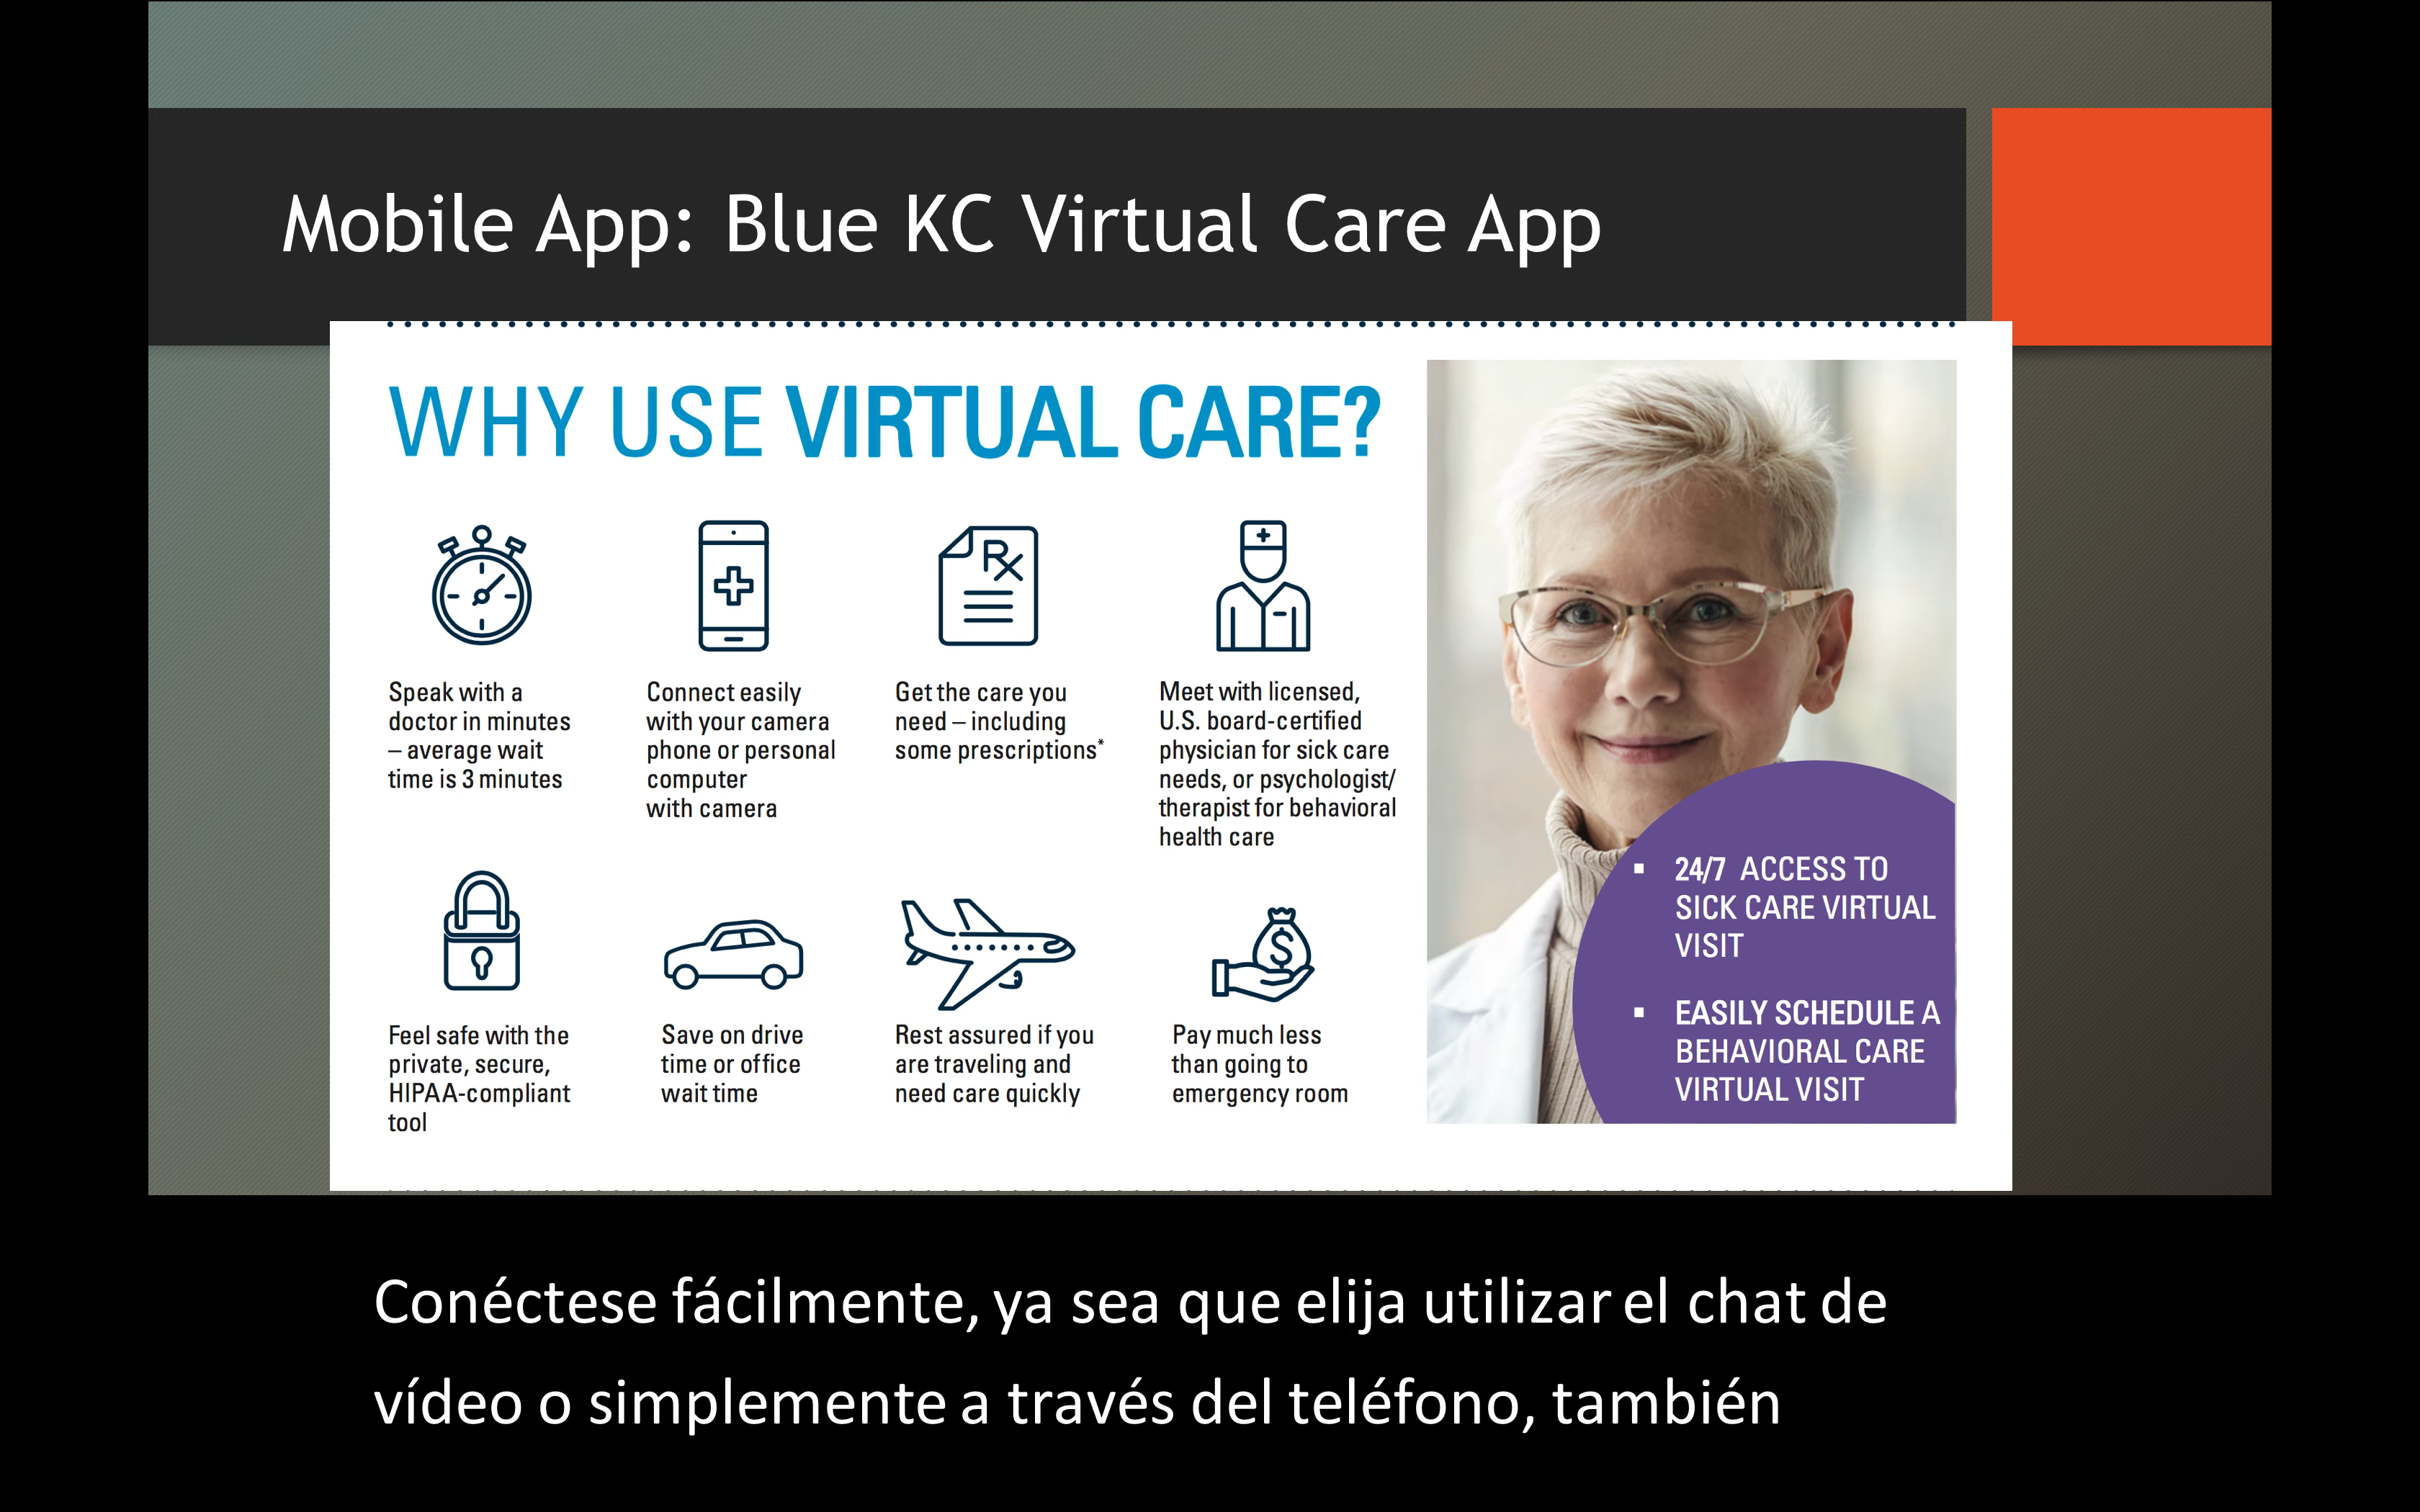 Mobile App: Blue KC Virtual Care App
WHY USE VIRTUAL CARE?
Rx
Speak with a
doctor in minutes
– average wait
time is 3 minutes
Connect easily
with your camera
phone or personal
computer
with camera
Get the care you
need – including
some prescriptions*
Meet with licensed,
U.S. board-certified
physician for sick care
needs, or psychologist/
therapist for behavioral
health care
$
Feel safe with the
private, secure,
HIPAA-compliant
tool
Save on drive
time or office
wait time
Rest assured if you
are traveling and
need care quickly
Pay much less
than going to
emergency room
▪ 24/7 ACCESS TO
SICK CARE VIRTUAL
VISIT
▪ EASILY SCHEDULE A
BEHAVIORAL CARE
VIRTUAL VISIT
Conéctese fácilmente, ya sea que elija utilizar el chat de
vídeo o simplemente a través del teléfono, también